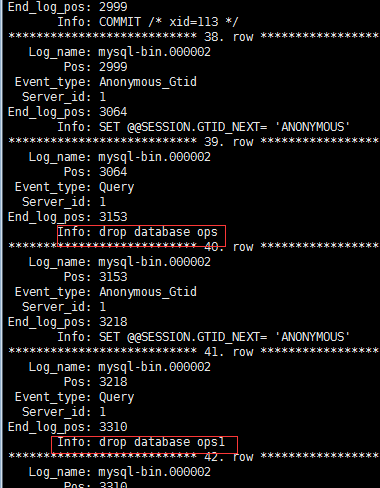 End_log_pos: 2999
Info: COMMIT /* xid=113 */
*************************** 38. row *****************
Log_name: mysql-bin.000002
Pos: 2999
Event_type: Anonymous_Gtid
Server_id: 1
End_log_pos: 3064
Info: SET @@SESSION.GTID_NEXT= 'ANONYMOUS'
*************************** 39. row *****************
Log_name: mysql-bin.000002
Pos: 3064
Event_type: Query
Server_id: 1
End_log_pos: 3153
Info: drop database ops
*************************** 40. row *****************
Log_name: mysql-bin.000002
Pos: 3153
Event_type: Anonymous_Gtid
Server_id: 1
End_log_pos: 3218
Info: SET @@SESSION.GTID_NEXT= 'ANONYMOUS'
*************************** 41. row *****************
Log_name: mysql-bin.000002
Pos: 3218
Event_type: Query
Server_id: 1
End_log_pos: 3310
Info: drop database ops1
*************************** 42. row *****************
Log_name: mysql-bin.000002
Pos: 3310